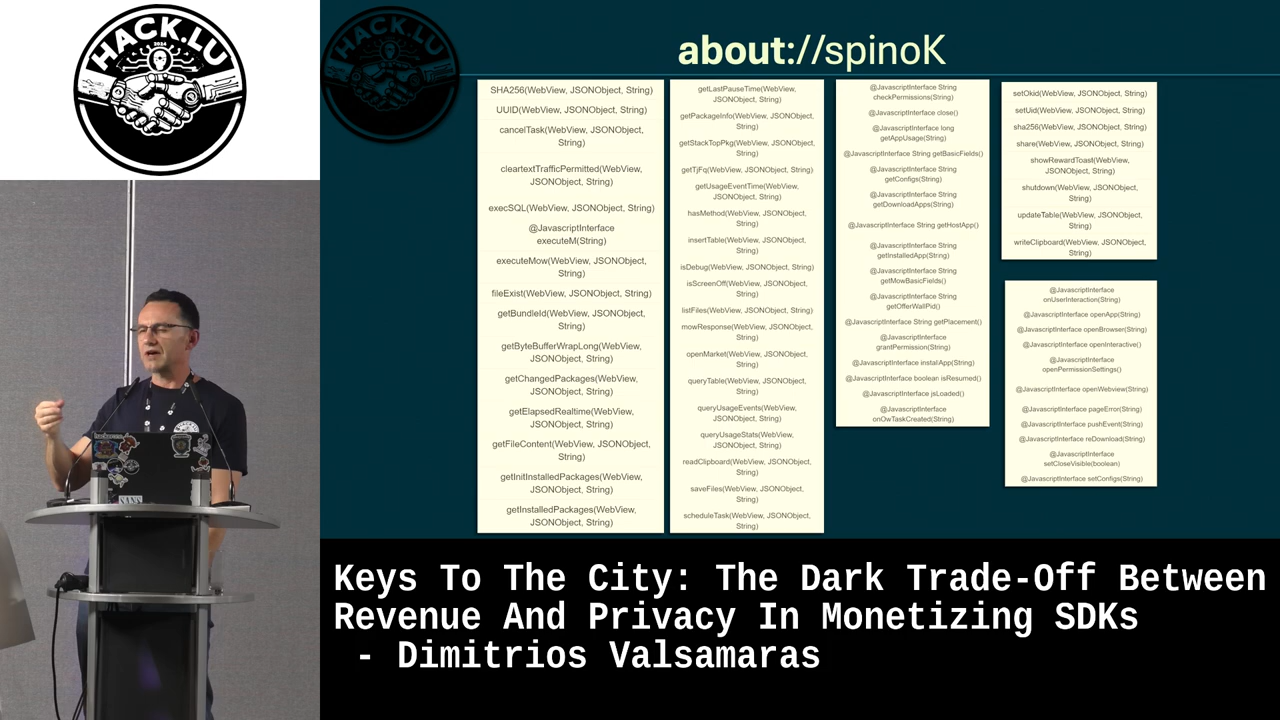 HACK.LU
2024
HACK.LU
about://spinoK
SHA256(WebView, JSONObject, String)
UUID(WebView, JSONObject, String)
cancelTask(WebView, JSONObject,
String)
cleartextTrafficPermitted(WebView,
JSONObject, String)
execSQL(WebView, JSONObject, String)
@JavascriptInterface
executeM(String)
executeMow(WebView, JSONObject,
String)
fileExist(WebView, JSONObject, String)
getBundleId(WebView, JSONObject,
String)
getByteBufferWrapLong(WebView,
JSONObject, String)
getChangedPackages(WebView,
JSONObject, String)
getElapsedRealtime(WebView,
JSONObject, String)
getFileContent(WebView, JSONObject,
String)
getInitInstalledPackages(WebView,
JSONObject, String)
getInstalledPackages(WebView,
JSONObject, String)
getLastPauseTime(WebView,
JSONObject, String)
getPackageInfo(WebView, JSONObject,
String)
getStackTopPkg(WebView, JSONObject,
String)
getTjFq(WebView, JSONObject, String)
getUsageEventTime(WebView,
JSONObject, String)
hasMethod(WebView, JSONObject,
String)
insertTable(WebView, JSONObject,
String)
isDebug(WebView, JSONObject, String)
isScreenOff(WebView, JSONObject,
String)
listFiles(WebView, JSONObject, String)
mowResponse(WebView, JSONObject,
String)
openMarket(WebView, JSONObject,
String)
queryTable(WebView, JSONObject,
String)
queryUsageEvents(WebView,
JSONObject, String)
queryUsageStats(WebView,
JSONObject, String)
readClipboard(WebView, JSONObject,
String)
saveFiles(WebView, JSONObject,
String)
scheduleTask(WebView, JSONObject,
String)
@JavascriptInterface String
checkPermissions(String)
@JavascriptInterface close()
@JavascriptInterface long
getAppUsage(String)
@JavascriptInterface String getBasicFields()
@JavascriptInterface String
getConfigs(String)
@JavascriptInterface String
getDownloadApps(String)
@JavascriptInterface String getHostApp()
@JavascriptInterface String
getInstalledApp(String)
@JavascriptInterface String
getMowBasicFields()
@JavascriptInterface String
getOfferWallPid()
@JavascriptInterface String getPlacement()
@JavascriptInterface
grantPermission(String)
@JavascriptInterface installApp(String)
@JavascriptInterface boolean isResumed()
@JavascriptInterface jsLoaded()
@JavascriptInterface
onOwTaskCreated(String)
setOkid(WebView, JSONObject, String)
setUid(WebView, JSONObject, String)
sha256(WebView, JSONObject, String)
share(WebView, JSONObject, String)
showRewardToast(WebView,
JSONObject, String)
shutdown(WebView, JSONObject,
String)
updateTable(WebView, JSONObject,
String)
writeClipboard(WebView, JSONObject,
String)
@JavascriptInterface
onUserInteraction(String)
@JavascriptInterface openApp(String)
@JavascriptInterface openBrowser(String)
@JavascriptInterface openInteractive()
@JavascriptInterface
openPermissionSettings()
@JavascriptInterface openWebview(String)
@JavascriptInterface pageError(String)
@JavascriptInterface pushEvent(String)
@JavascriptInterface reDownload(String)
@JavascriptInterface
setCloseVisible(boolean)
@JavascriptInterface setConfigs(String)
Keys To The City: The Dark Trade-Off Between
Revenue And Privacy In Monetizing SDKs
- Dimitrios Valsamaras